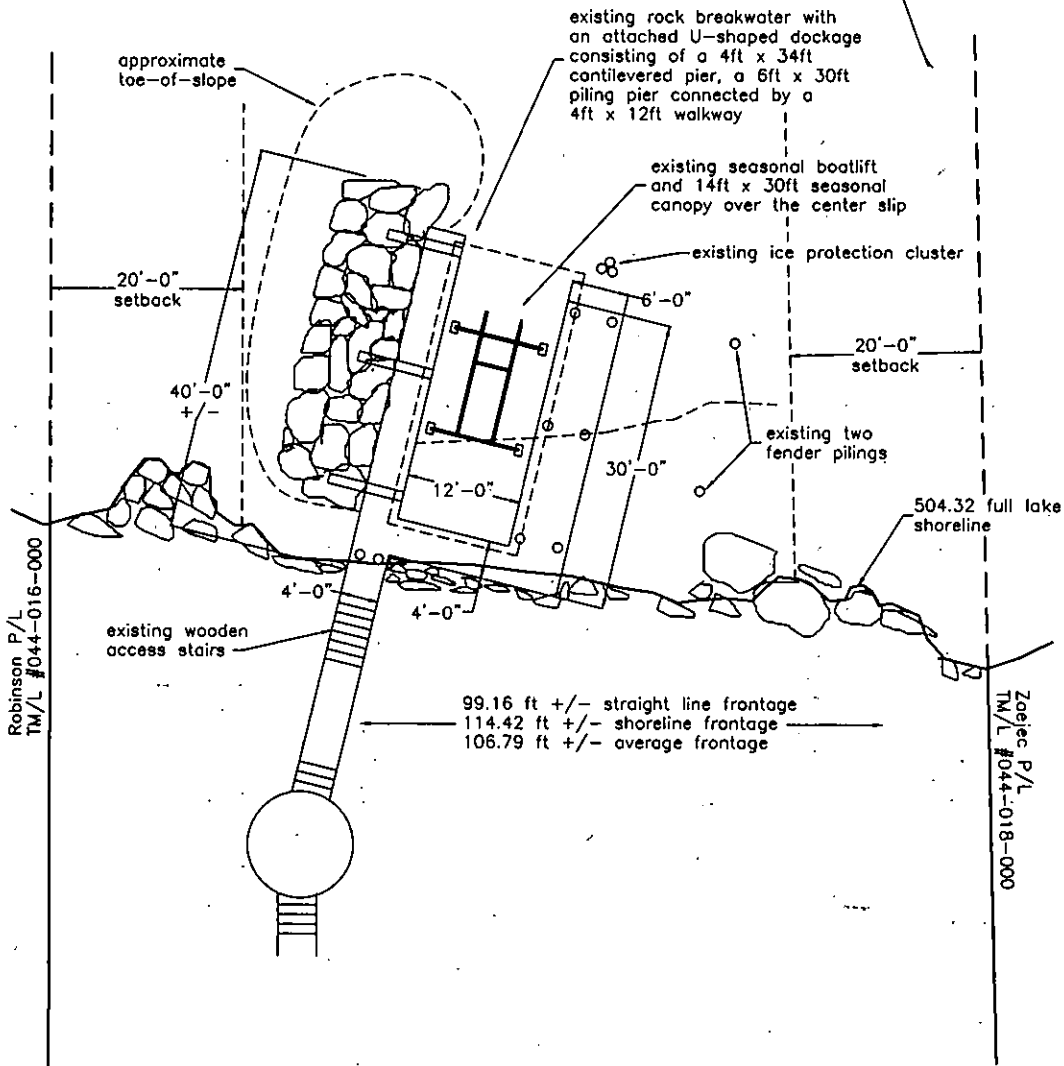 existing rock breakwater with
an attached U-shaped dockage
consisting of a 4ft x 34ft
cantilevered pier, a 6ft x 30ft
piling pier connected by a
4ft x 12ft walkway
approximate
toe-of-slope
existing seasonal boatlift
and 14ft x 30ft seasonal
canopy over the center slip
existing ice protection cluster
20'-0"
setback
6'-0"
20'-0"
setback
40'-0"
+/-
existing two
fender pilings
30'-0"
12'-0"
504.32 full lake
shoreline
4'-0"
4'-0"
existing wooden
access stairs
Robinson P/L
TM/L #044-016-000
99.16 ft +/- straight line frontage
114.42 ft +/- shoreline frontage
106.79 ft +/- average frontage
Zaejec P/L
TM/L #044-018-000